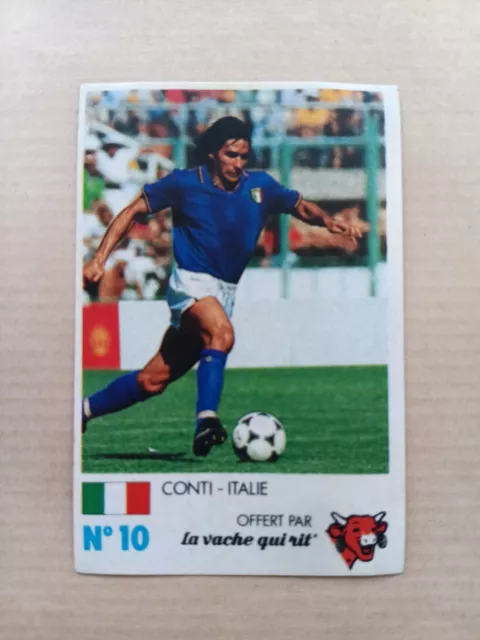 CONTI - ITALIE
N° 10
OFFERT PAR
la vache qui rit®